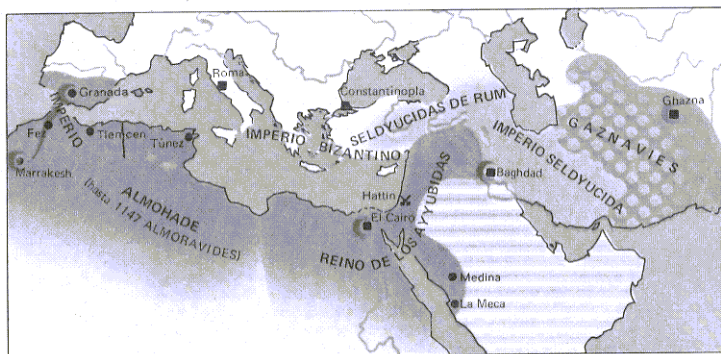 Roma
Constantinopla
Granada
Ghazna
SELDYUCIDAS DE RUM
GAZNAVIES
IMPERIO
Fez
Tlemcen
Túnez
IMPERIO BIZANTINO
IMPERIO SELDYUCIDA
Marrakesh
Baghdad
ALMOHADE
(hasta 1147 ALMORAVIDES)
Hattin
El Cairo
REINO DE LOS AYYUBIDAS
Medina
La Meca